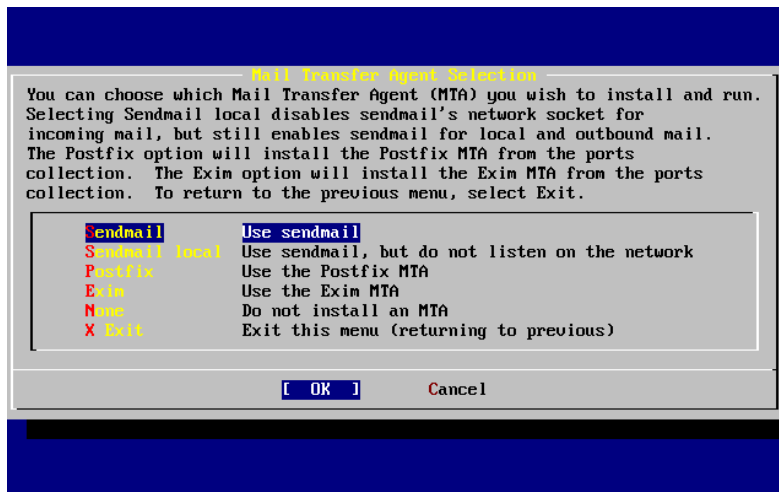 Mail Transfer Agent Selection
You can choose which Mail Transfer Agent (MTA) you wish to install and run.
Selecting Sendmail local disables sendmail's network socket for
incoming mail, but still enables sendmail for local and outbound mail.
The Postfix option will install the Postfix MTA from the ports
collection.  The Exim option will install the Exim MTA from the ports
collection.  To return to the previous menu, select Exit.
Sendmail Use sendmail
Sendmail local Use sendmail, but do not listen on the network
Postfix Use the Postfix MTA
Exim Use the Exim MTA
None Do not install an MTA
X Exit Exit this menu (returning to previous)
[ OK ] Cancel